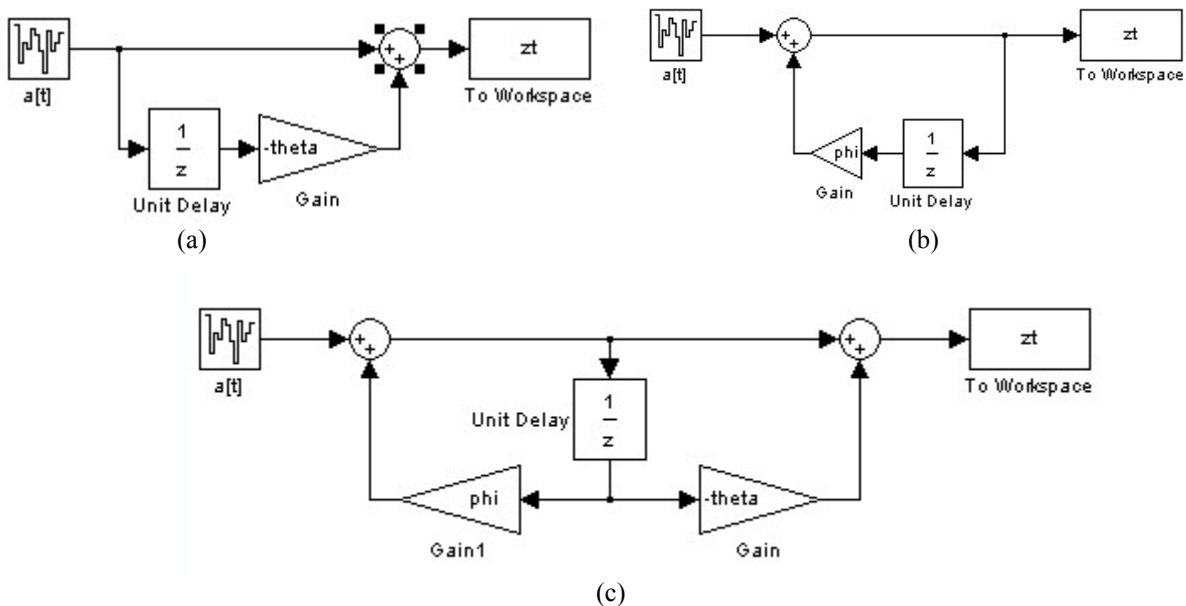 a[t]
1
z
Unit Delay
-theta
Gain
+
+
zt
To Workspace
(a)
a[t]
+
+
phi
Gain
1
z
Unit Delay
zt
To Workspace
(b)
a[t]
+
+
Unit Delay
1
z
phi
Gain1
-theta
Gain
+
+
zt
To Workspace
(c)